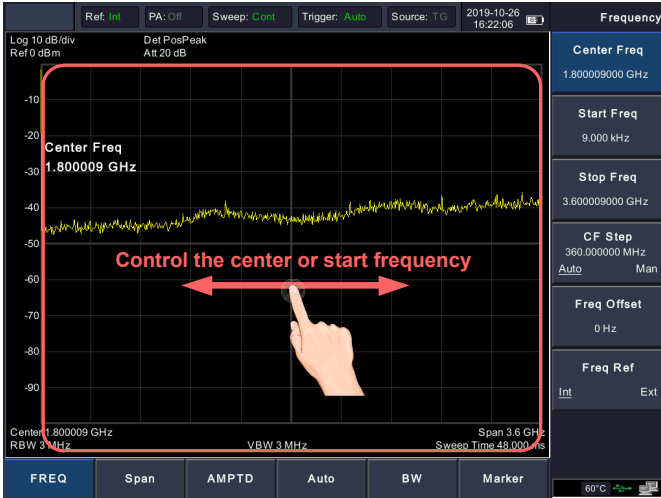 Ref: Int PA: Off Sweep: Cont Trigger: Auto Source: TG 2019-10-26
16:22:06
Frequency
Log 10 dB/div Det PosPeak
Ref 0 dBm Att 20 dB
-10
-20
Center Freq
-30 1.800009 GHz
-40
-50
Control the center or start frequency
-60
-70
-80
-90
Center 1.800009 GHz Span 3.6 GHz
RBW 3 MHz VBW 3 MHz Sweep Time 48.000 ms
Center Freq
1.800009000 GHz
Start Freq
9.000 kHz
Stop Freq
3.600009000 GHz
CF Step
360.000000 MHz
Auto Man
Freq Offset
0 Hz
Freq Ref
Int Ext
FREQ Span AMPTD Auto BW Marker
60°C